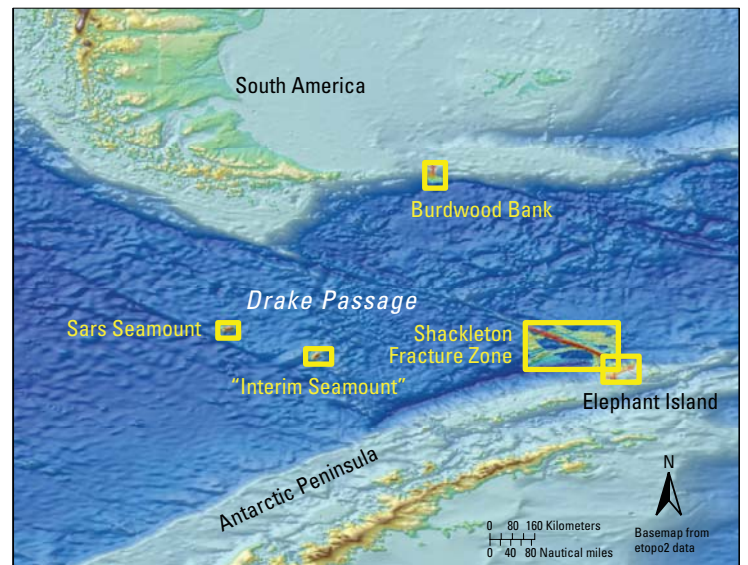 South America
Burdwood Bank
Drake Passage
Sars Seamount
Shackleton
Fracture Zone
“Interim Seamount”
Elephant Island
Antarctic Peninsula
N
0 80 160 Kilometers
0 40 80 Nautical miles
Basemap from
etopo2 data